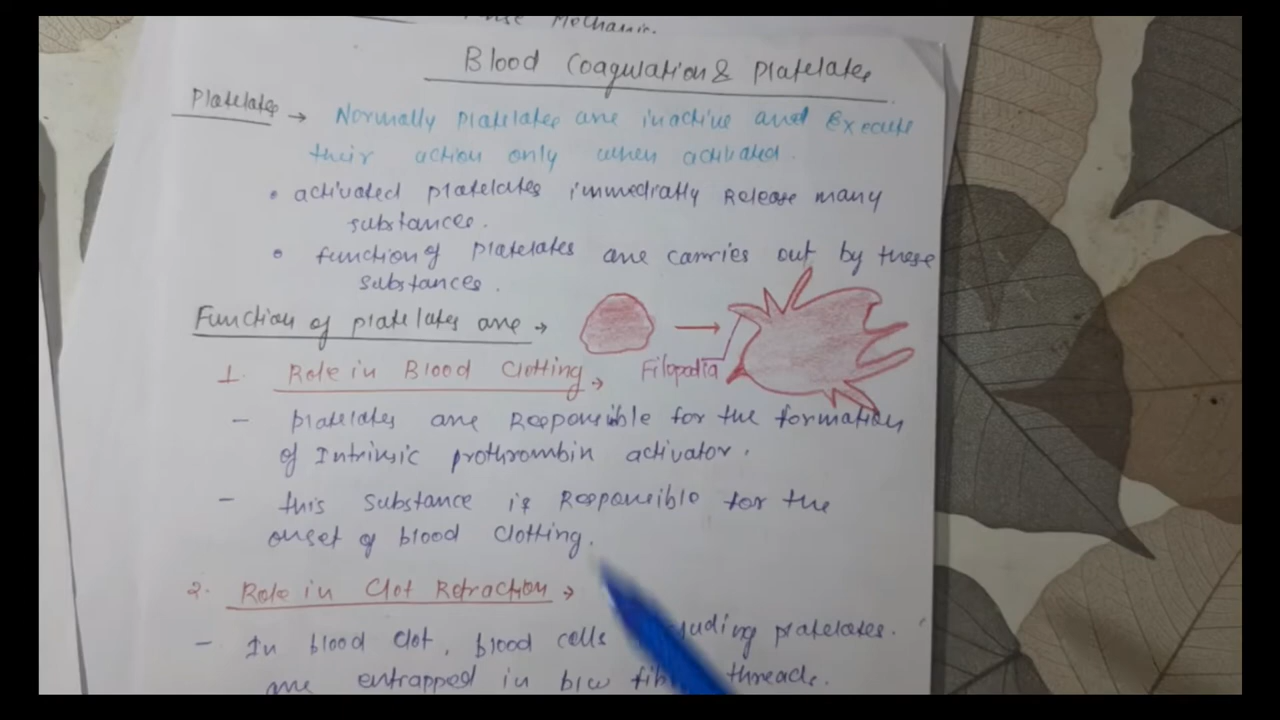 Mechanism.
Blood Coagulation & Platelates
Platelates → Normally platelates are inactive and Execute
their action only when activated.
• activated platelates immediatly Release many
substances.
• function of platelates are carries out by these
substances.
Function of platelates are →
Filopodia
1. Role in Blood Clotting →
- platelates are Responsible for the formation
of Intrinsic prothrombin activator.
- this substance is Responsible for the
onset of blood clotting.
2. Role in Clot Retraction →
- In blood clot, blood cells platelates.
are entrapped in b/w threads.